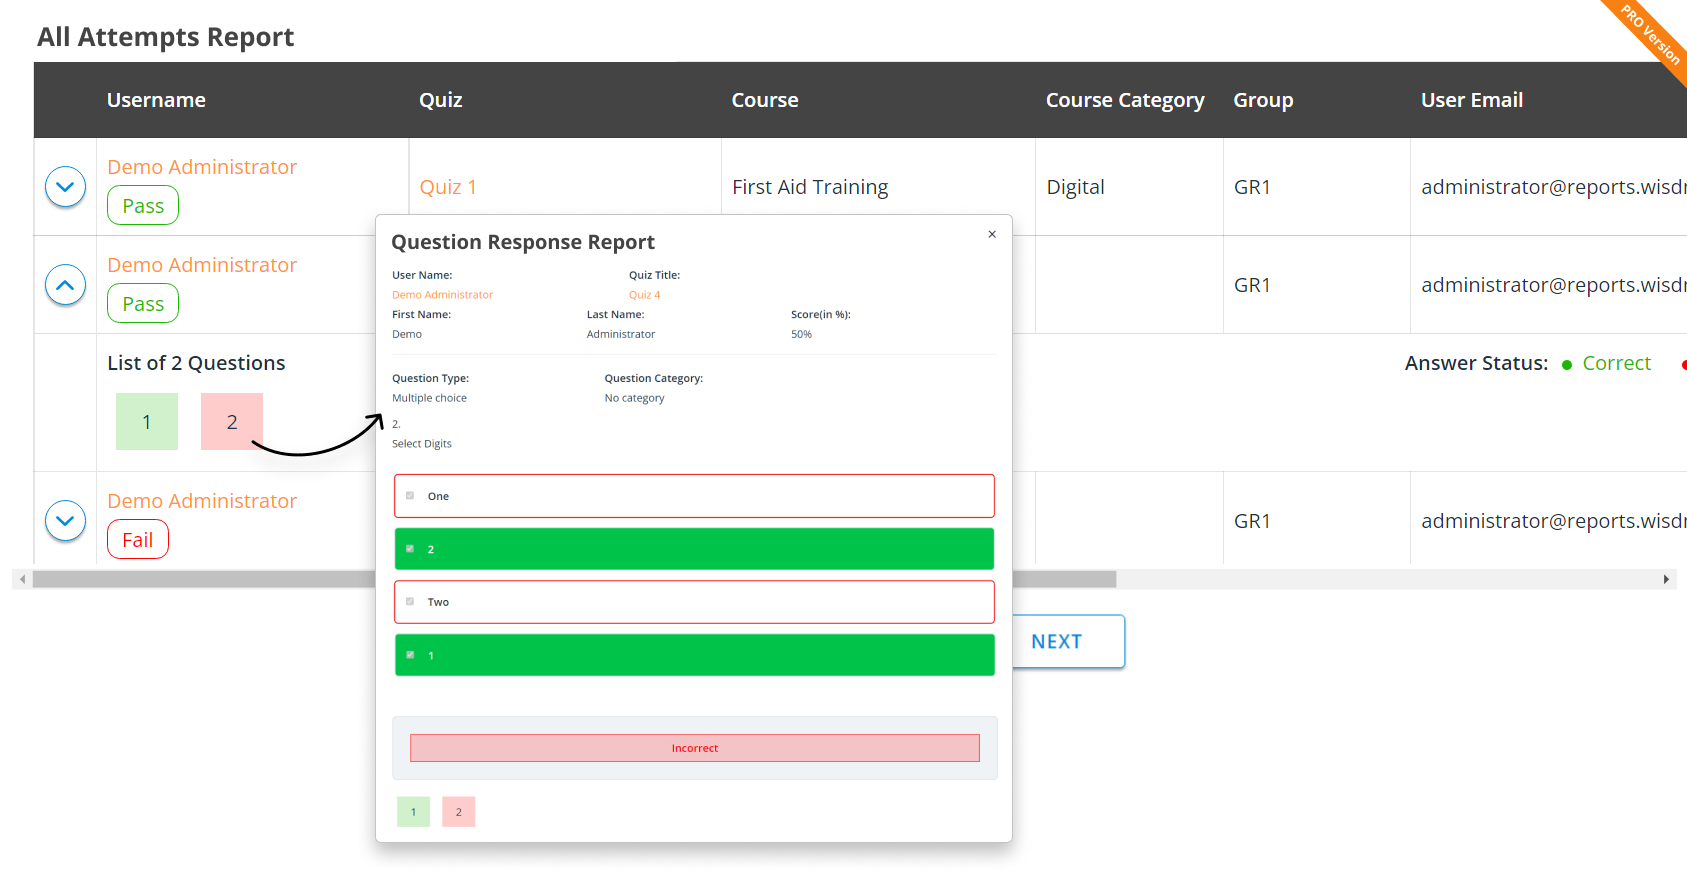 PRO Version
All Attempts Report
Username Quiz Course Course Category Group User Email
Demo Administrator
Pass
Quiz 1 First Aid Training Digital GR1 administrator@reports.wisdm
Demo Administrator
Pass
GR1 administrator@reports.wisdm
List of 2 Questions
Answer Status: Correct
1 2
Demo Administrator
Fail
GR1 administrator@reports.wisdm
NEXT
Question Response Report ×
User Name: Quiz Title:
Demo Administrator Quiz 4
First Name: Last Name: Score(in %):
Demo Administrator 50%
Question Type: Question Category:
Multiple choice No category
2.
Select Digits
One
2
Two
1
Incorrect
1 2